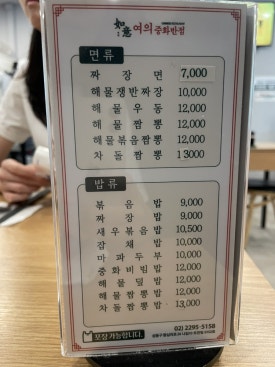 如意 여의 중화반점
면류
짜장면 7,000
해물쟁반짜장 10,000
해물우동 12,000
해물짬뽕 12,000
해물볶음짬뽕 12,000
차돌짬뽕 13000
밥류
볶음밥 9,000
짜장밥 9,000
새우볶음밥 10,500
잡채밥 10,000
마파두부밥 10,000
중화비빔밥 12,000
해물덮밥 12,000
해물짬뽕밥 12,000
차돌짬뽕밥 13,000
포장가능합니다.
02) 2295-5158